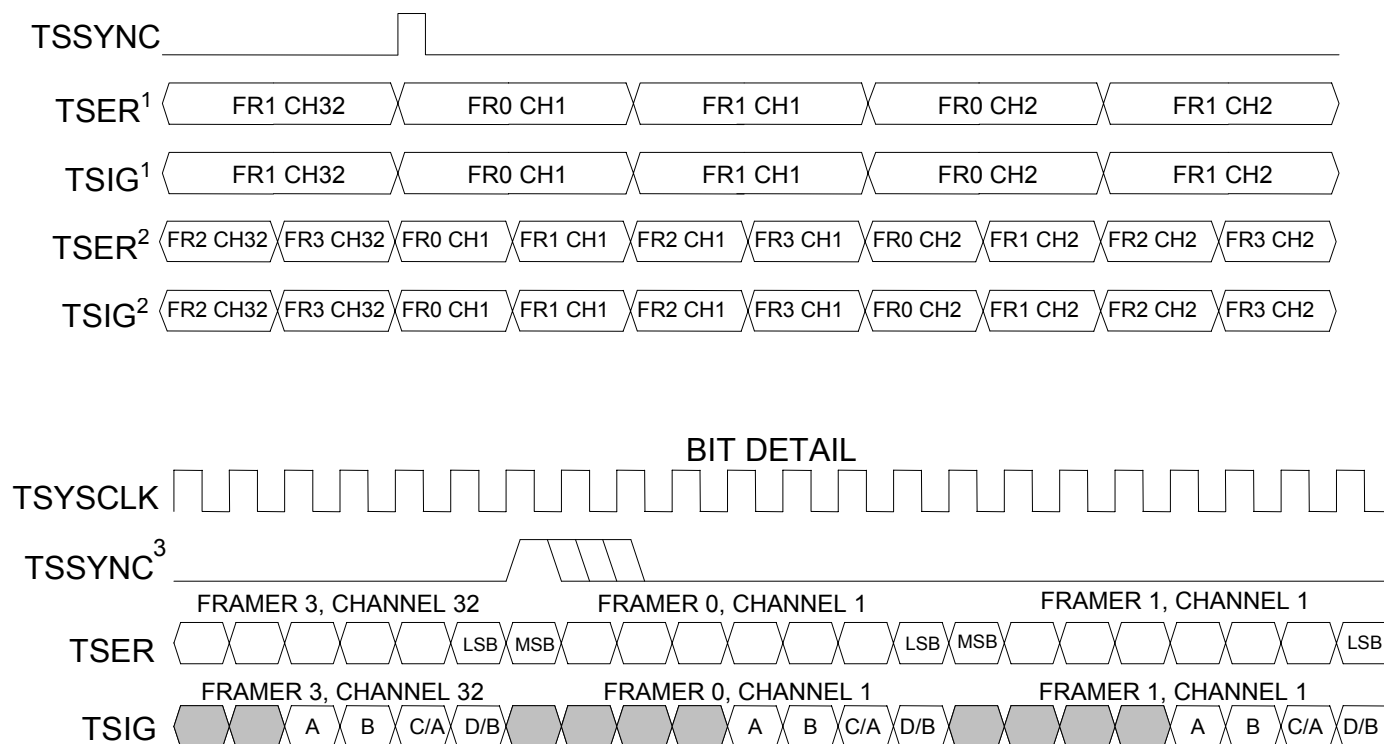 TSSYNC
TSER1 FR1 CH32 FR0 CH1 FR1 CH1 FR0 CH2 FR1 CH2
TSIG1 FR1 CH32 FR0 CH1 FR1 CH1 FR0 CH2 FR1 CH2
TSER2 FR2 CH32 FR3 CH32 FR0 CH1 FR1 CH1 FR2 CH1 FR3 CH1 FR0 CH2 FR1 CH2 FR2 CH2 FR3 CH2
TSIG2 FR2 CH32 FR3 CH32 FR0 CH1 FR1 CH1 FR2 CH1 FR3 CH1 FR0 CH2 FR1 CH2 FR2 CH2 FR3 CH2
BIT DETAIL
TSYSCLK
TSSYNC3
FRAMER 3, CHANNEL 32 FRAMER 0, CHANNEL 1 FRAMER 1, CHANNEL 1
TSER LSB MSB LSB MSB LSB
FRAMER 3, CHANNEL 32 FRAMER 0, CHANNEL 1 FRAMER 1, CHANNEL 1
TSIG A B C/A D/B A B C/A D/B A B C/A D/B